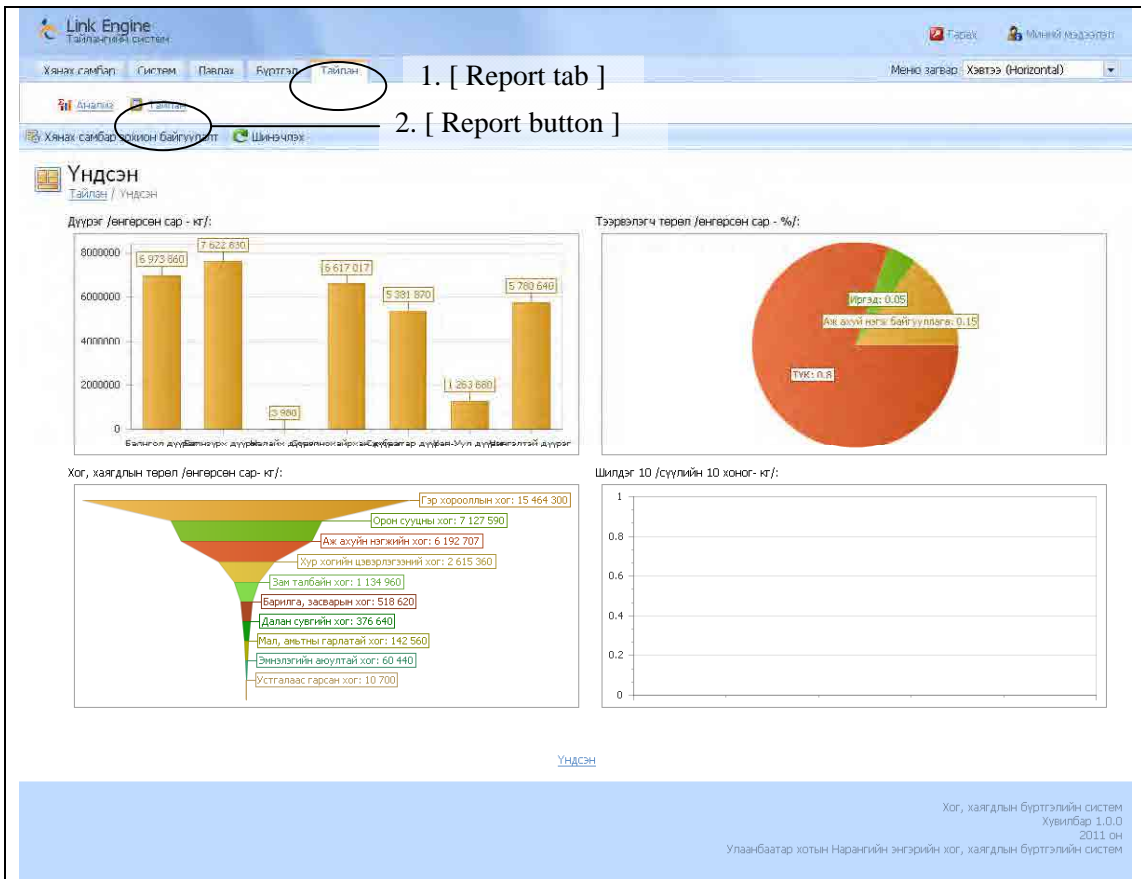 Link Engine
Тайлангийн систем
Гарах Миний мэдээлэл
Хянах самбар Систем Павлах Бүртгэл Тайлан
1. [ Report tab ]
Меню загвар Хэвтээ (Horizontal)
Анализ Тайлан
2. [ Report button ]
Хянах самбар зохион байгуулалт Шинэчлэх
Үндсэн
Тайлан / Үндсэн
Дүүрэг /өнгөрсөн сар - кг/:
8000000
6000000
4000000
2000000
0
6 973 860
7 622 830
3 980
6 617 017
5 381 870
1 263 680
5 780 640
Тээрвэлэгч төрөл /өнгөрсөн сар - %/:
Иргэд: 0.05
Аж ахуй нэгж байгууллага: 0.15
ТҮК: 0.8
Хог, хаягдлын төрөл /өнгөрсөн сар- кг/:
Гэр хорооллын хог: 15 464 300
Орон сууцны хог: 7 127 590
Аж ахуйн нэгжийн хог: 6 192 707
Хур хогийн цэвэрлэгээний хог: 2 615 360
Зам талбайн хог: 1 134 960
Барилга, засварын хог: 518 620
Далан сувгийн хог: 376 640
Мал, амьтны гарлатай хог: 142 560
Эмнэлэгийн аюултай хог: 60 440
Устгалаас гарсан хог: 10 700
Шилдэг 10 /сүүлийн 10 хоног- кг/:
1
0.8
0.6
0.4
0.2
0
Үндсэн
Хог, хаягдлын бүртгэлийн систем
Хувилбар 1.0.0
2011 он
Улаанбаатар хотын Нарангийн энгэрийн хог, хаягдлын бүртгэлийн систем